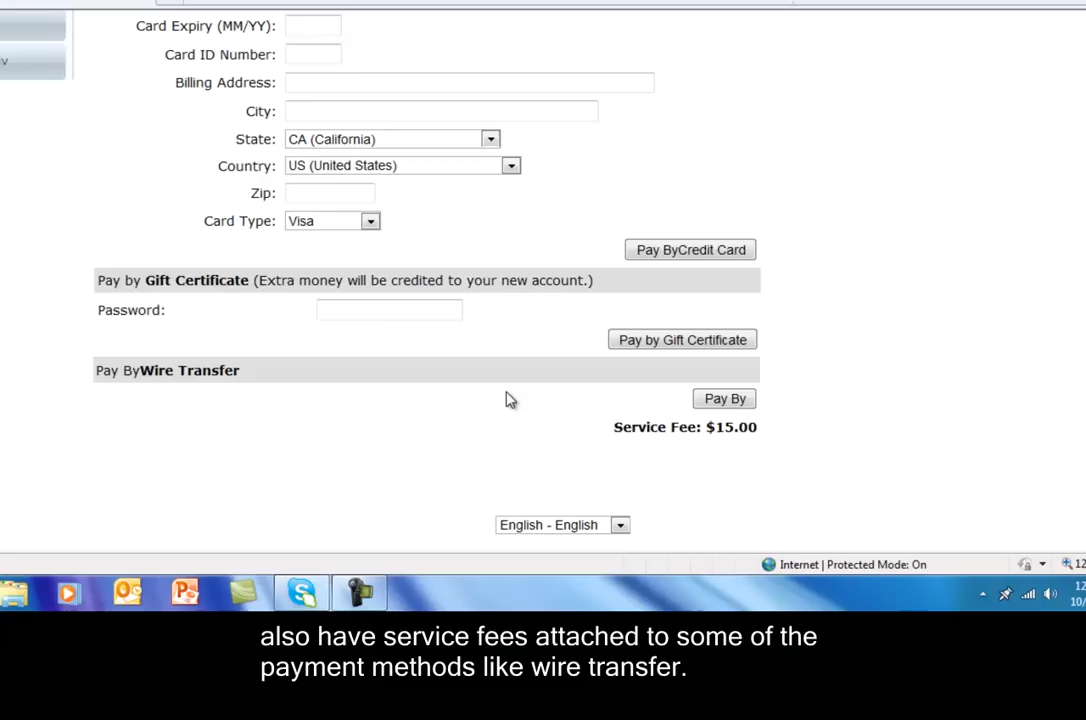 Card Expiry (MM/YY):
Card ID Number:
Billing Address:
City:
State: CA (California)
Country: US (United States)
Zip:
Card Type: Visa
Pay ByCredit Card
Pay by Gift Certificate (Extra money will be credited to your new account.)
Password:
Pay by Gift Certificate
Pay ByWire Transfer
Pay By
Service Fee: $15.00
English - English
Internet | Protected Mode: On
also have service fees attached to some of the
payment methods like wire transfer.